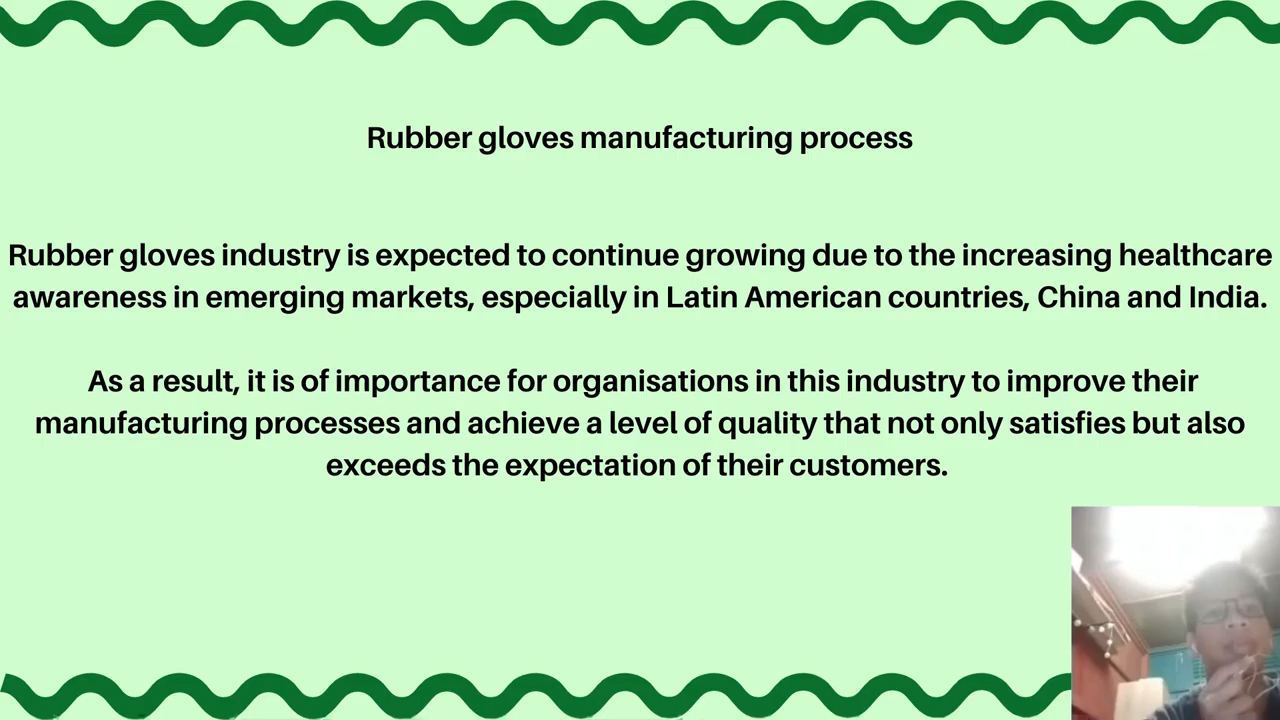 Rubber gloves manufacturing process
Rubber gloves industry is expected to continue growing due to the increasing healthcare
awareness in emerging markets, especially in Latin American countries, China and India.
As a result, it is of importance for organisations in this industry to improve their
manufacturing processes and achieve a level of quality that not only satisfies but also
exceeds the expectation of their customers.